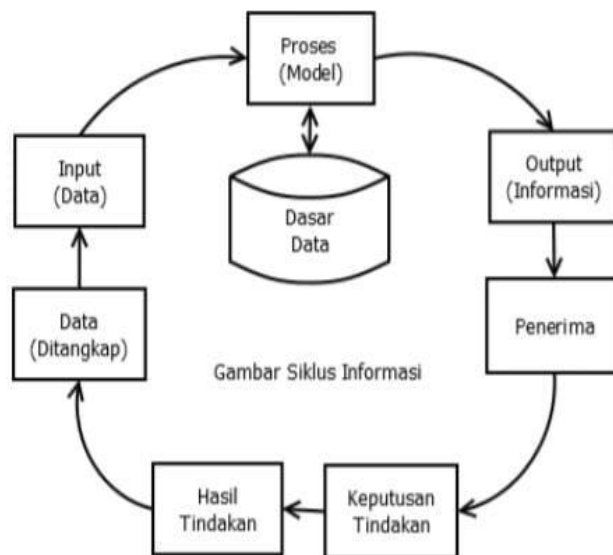 Proses
(Model)
Input
(Data)
Output
(Informasi)
Dasar
Data
Data
(Ditangkap)
Penerima
Gambar Siklus Informasi
Hasil
Tindakan
Keputusan
Tindakan